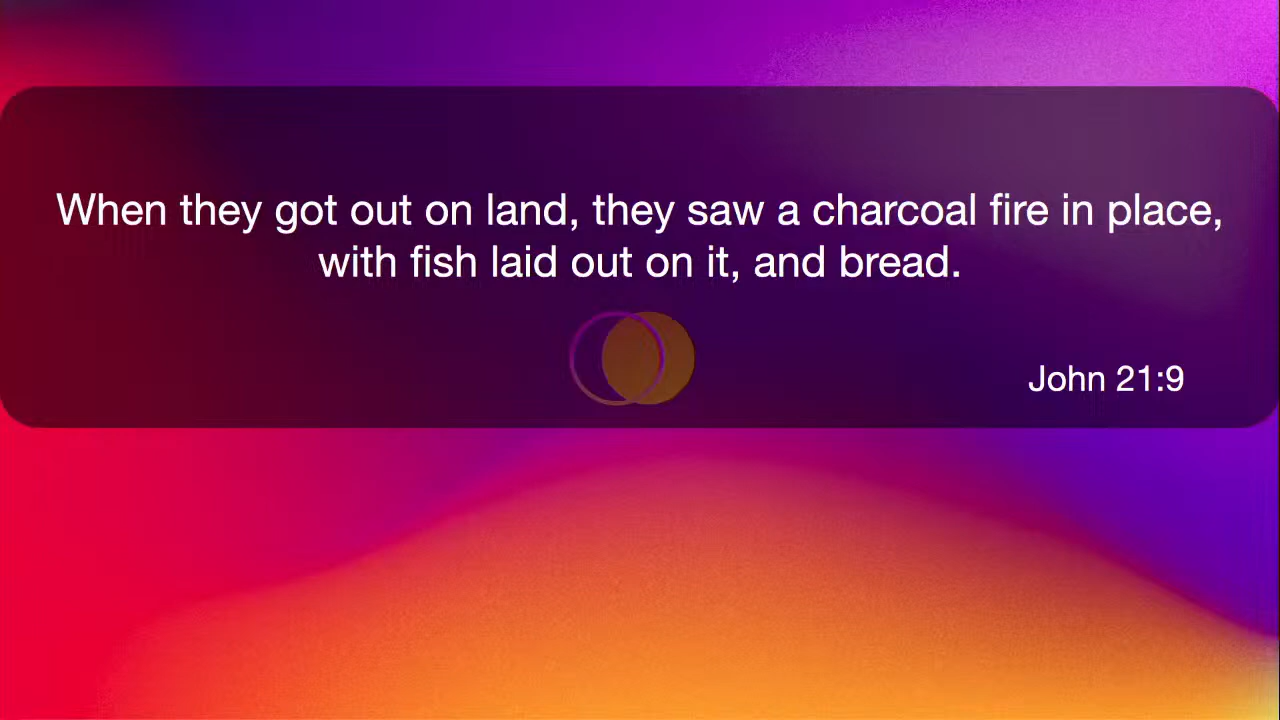 When they got out on land, they saw a charcoal fire in place,
with fish laid out on it, and bread.
John 21:9